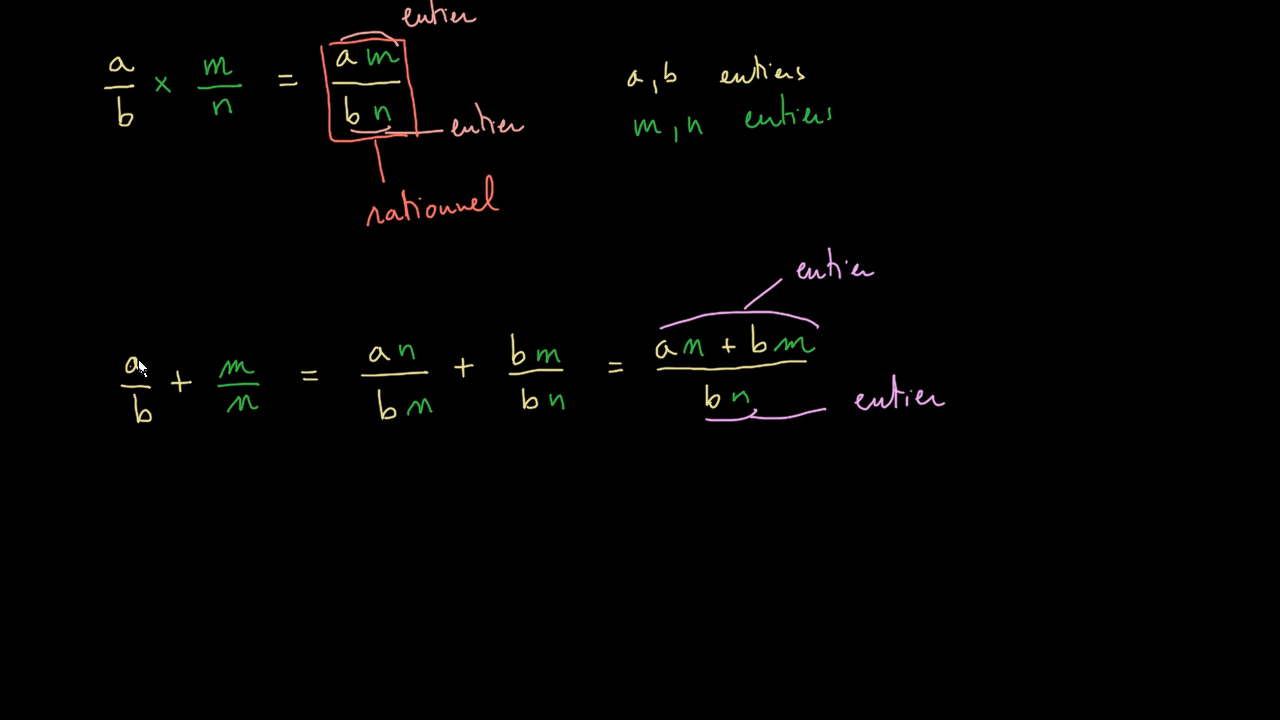 entier
a/b × m/n = am/bn
a, b entiers
m, n entiers
entier
rationnel
entier
a/b + m/n = an/bn + bm/bn = an + bm/bn
entier